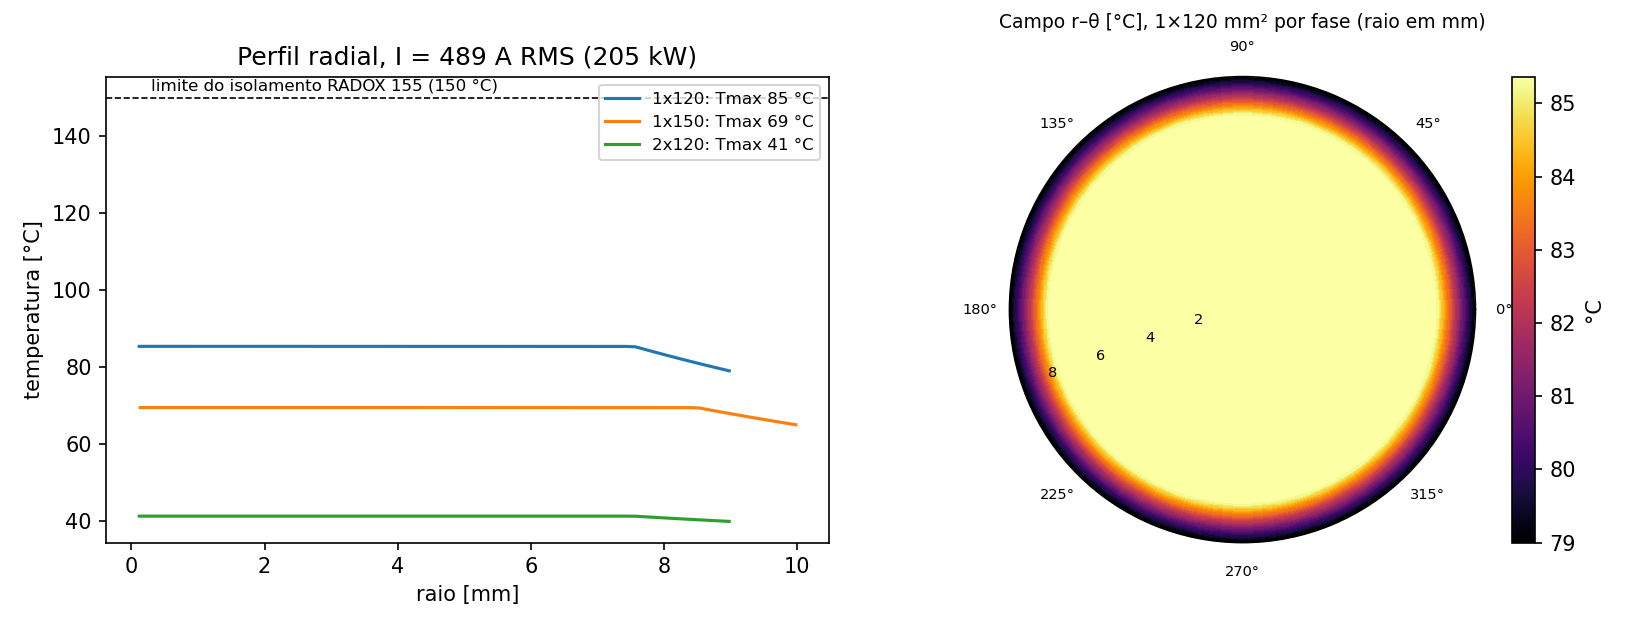 Perfil radial, I = 489 A RMS (205 kW)
limite do isolamento RADOX 155 (150 °C)
1x120: Tmax 85 °C
1x150: Tmax 69 °C
2x120: Tmax 41 °C
temperatura [°C]
140
120
100
80
60
40
0 2 4 6 8 10
raio [mm]
Campo r–θ [°C], 1×120 mm² por fase (raio em mm)
90°
135° 45°
180° 0°
2
4
6
8
225° 315°
270°
85
84
83
82
81
80
79
°C